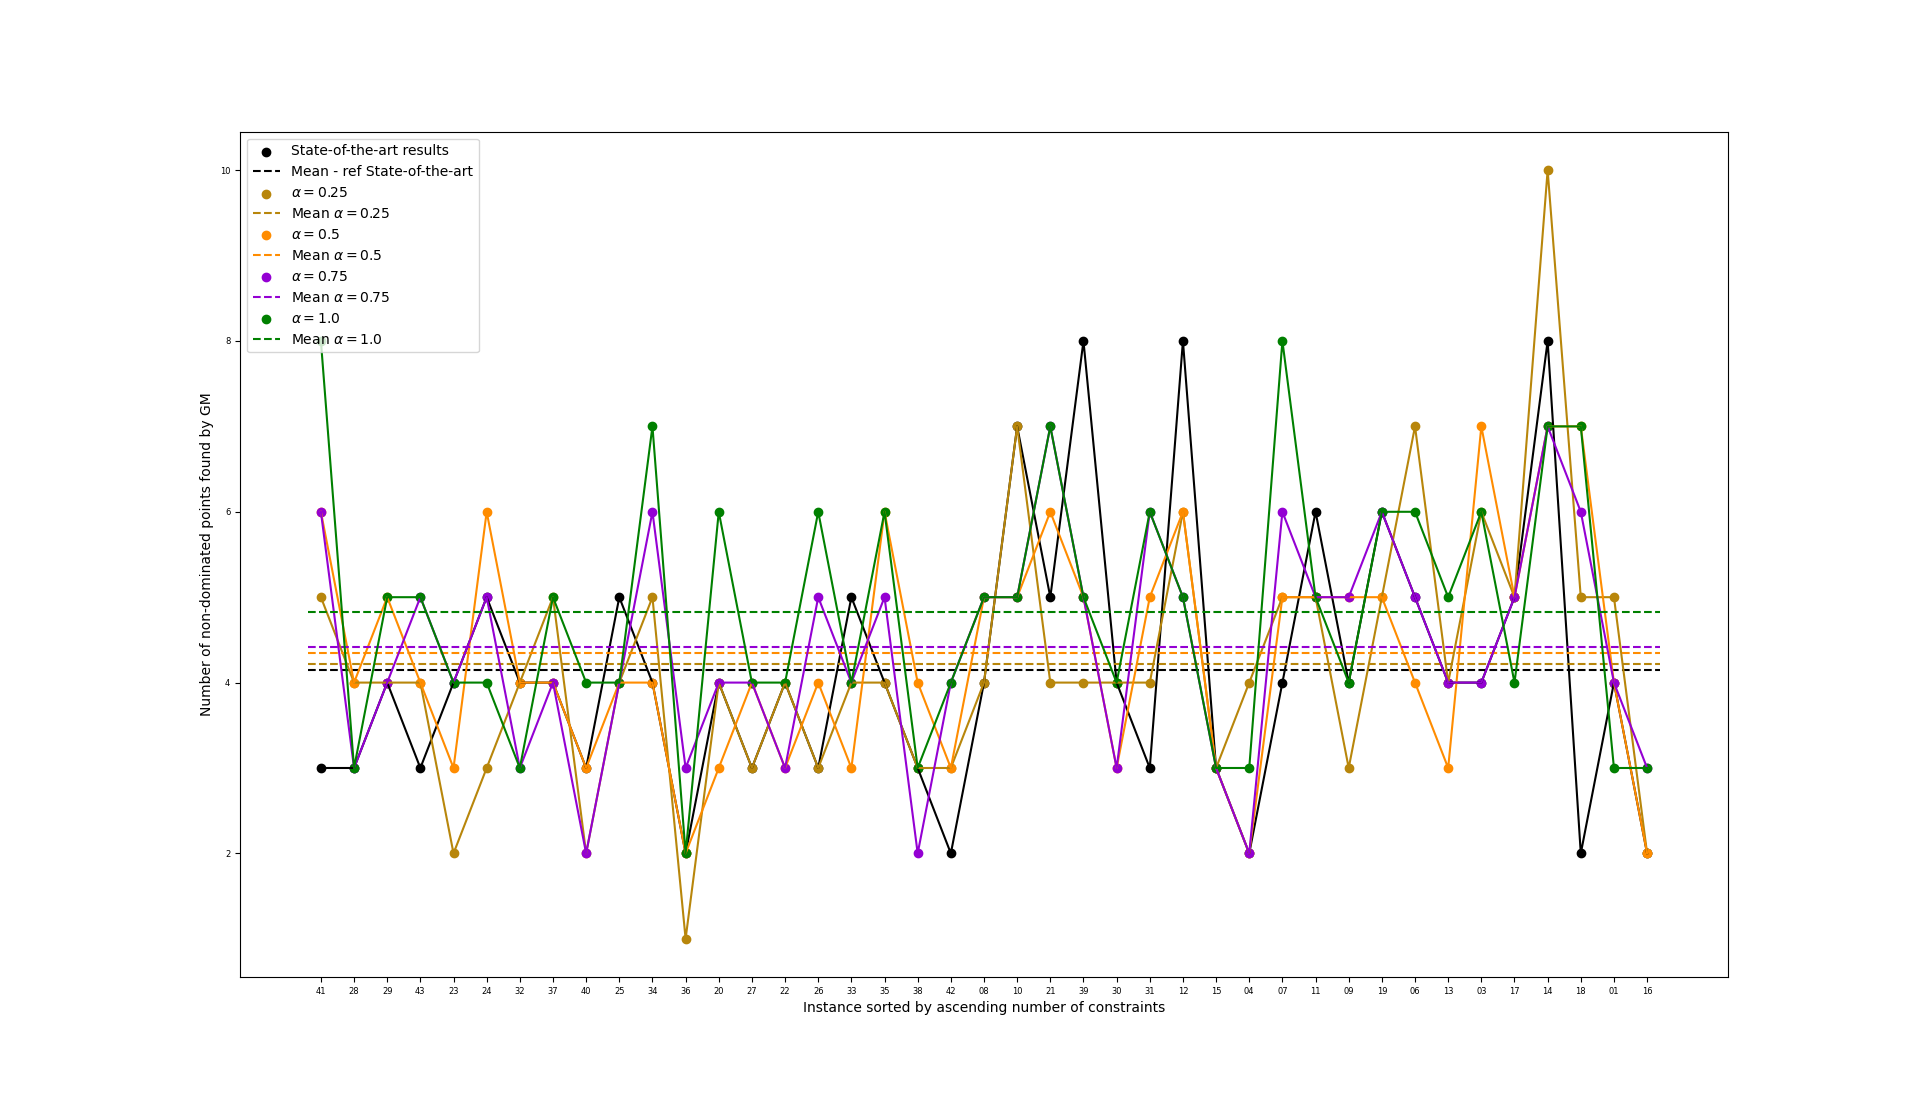 State-of-the-art results
Mean - ref State-of-the-art
α = 0.25
Mean α = 0.25
α = 0.5
Mean α = 0.5
α = 0.75
Mean α = 0.75
α = 1.0
Mean α = 1.0
10
8
6
4
2
Number of non-dominated points found by GM
41 28 29 43 23 24 32 37 40 25 34 36 20 27 22 26 33 35 38 42 08 10 21 39 30 31 12 15 04 07 11 09 19 06 13 03 17 14 18 01 16
Instance sorted by ascending number of constraints